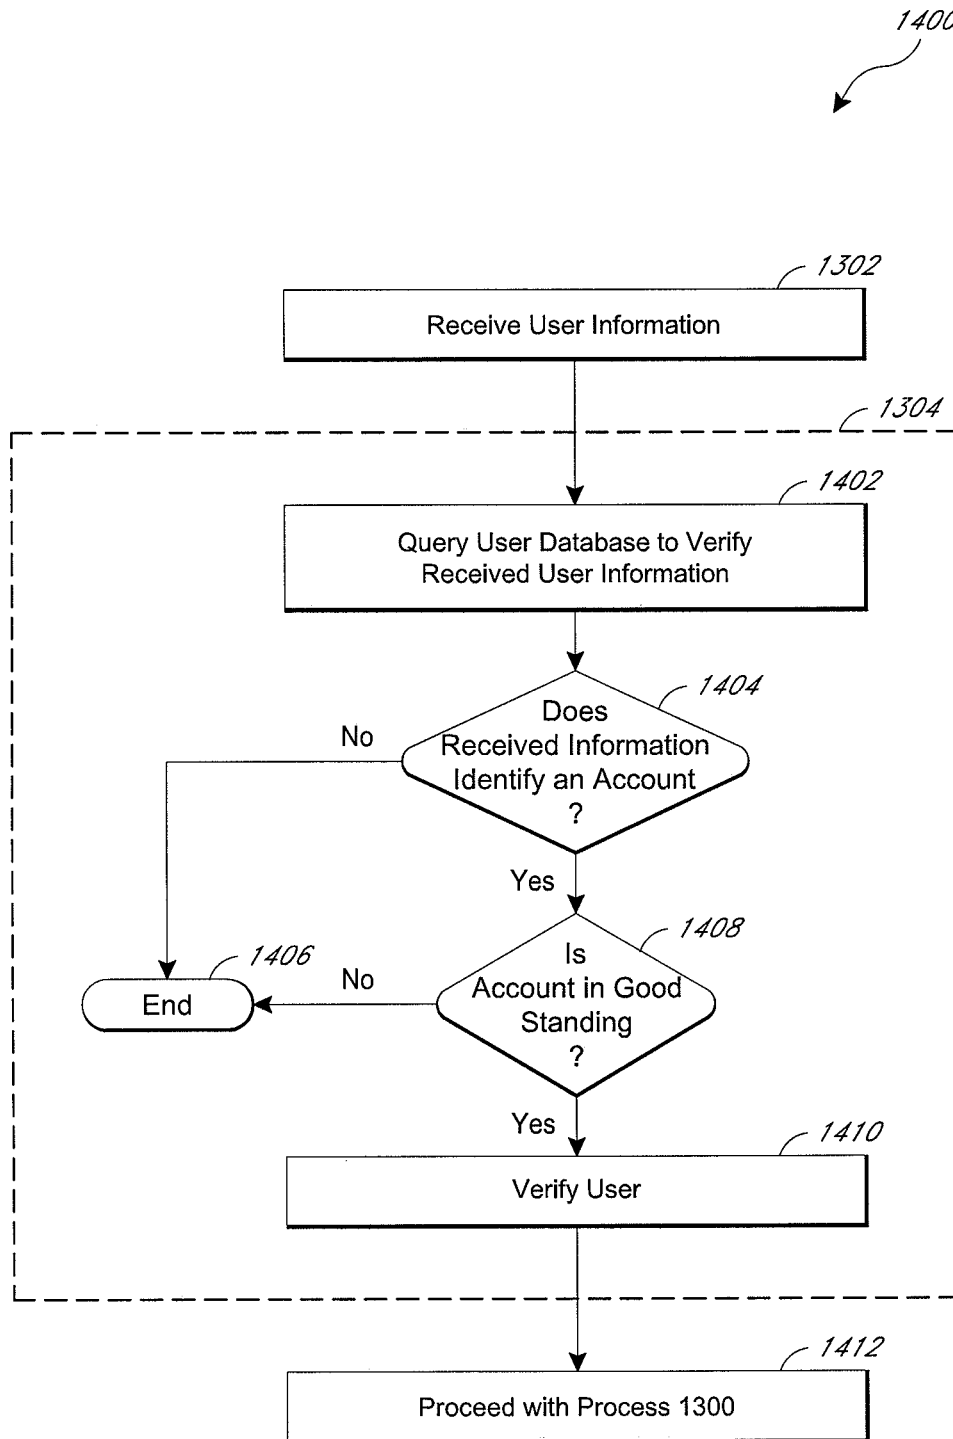 1400
1302
Receive User Information
1304
1402
Query User Database to Verify
Received User Information
1404
Does
Received Information
Identify an Account
?
No
Yes
1408
Is
Account in Good
Standing
?
No
1406
End
Yes
1410
Verify User
1412
Proceed with Process 1300